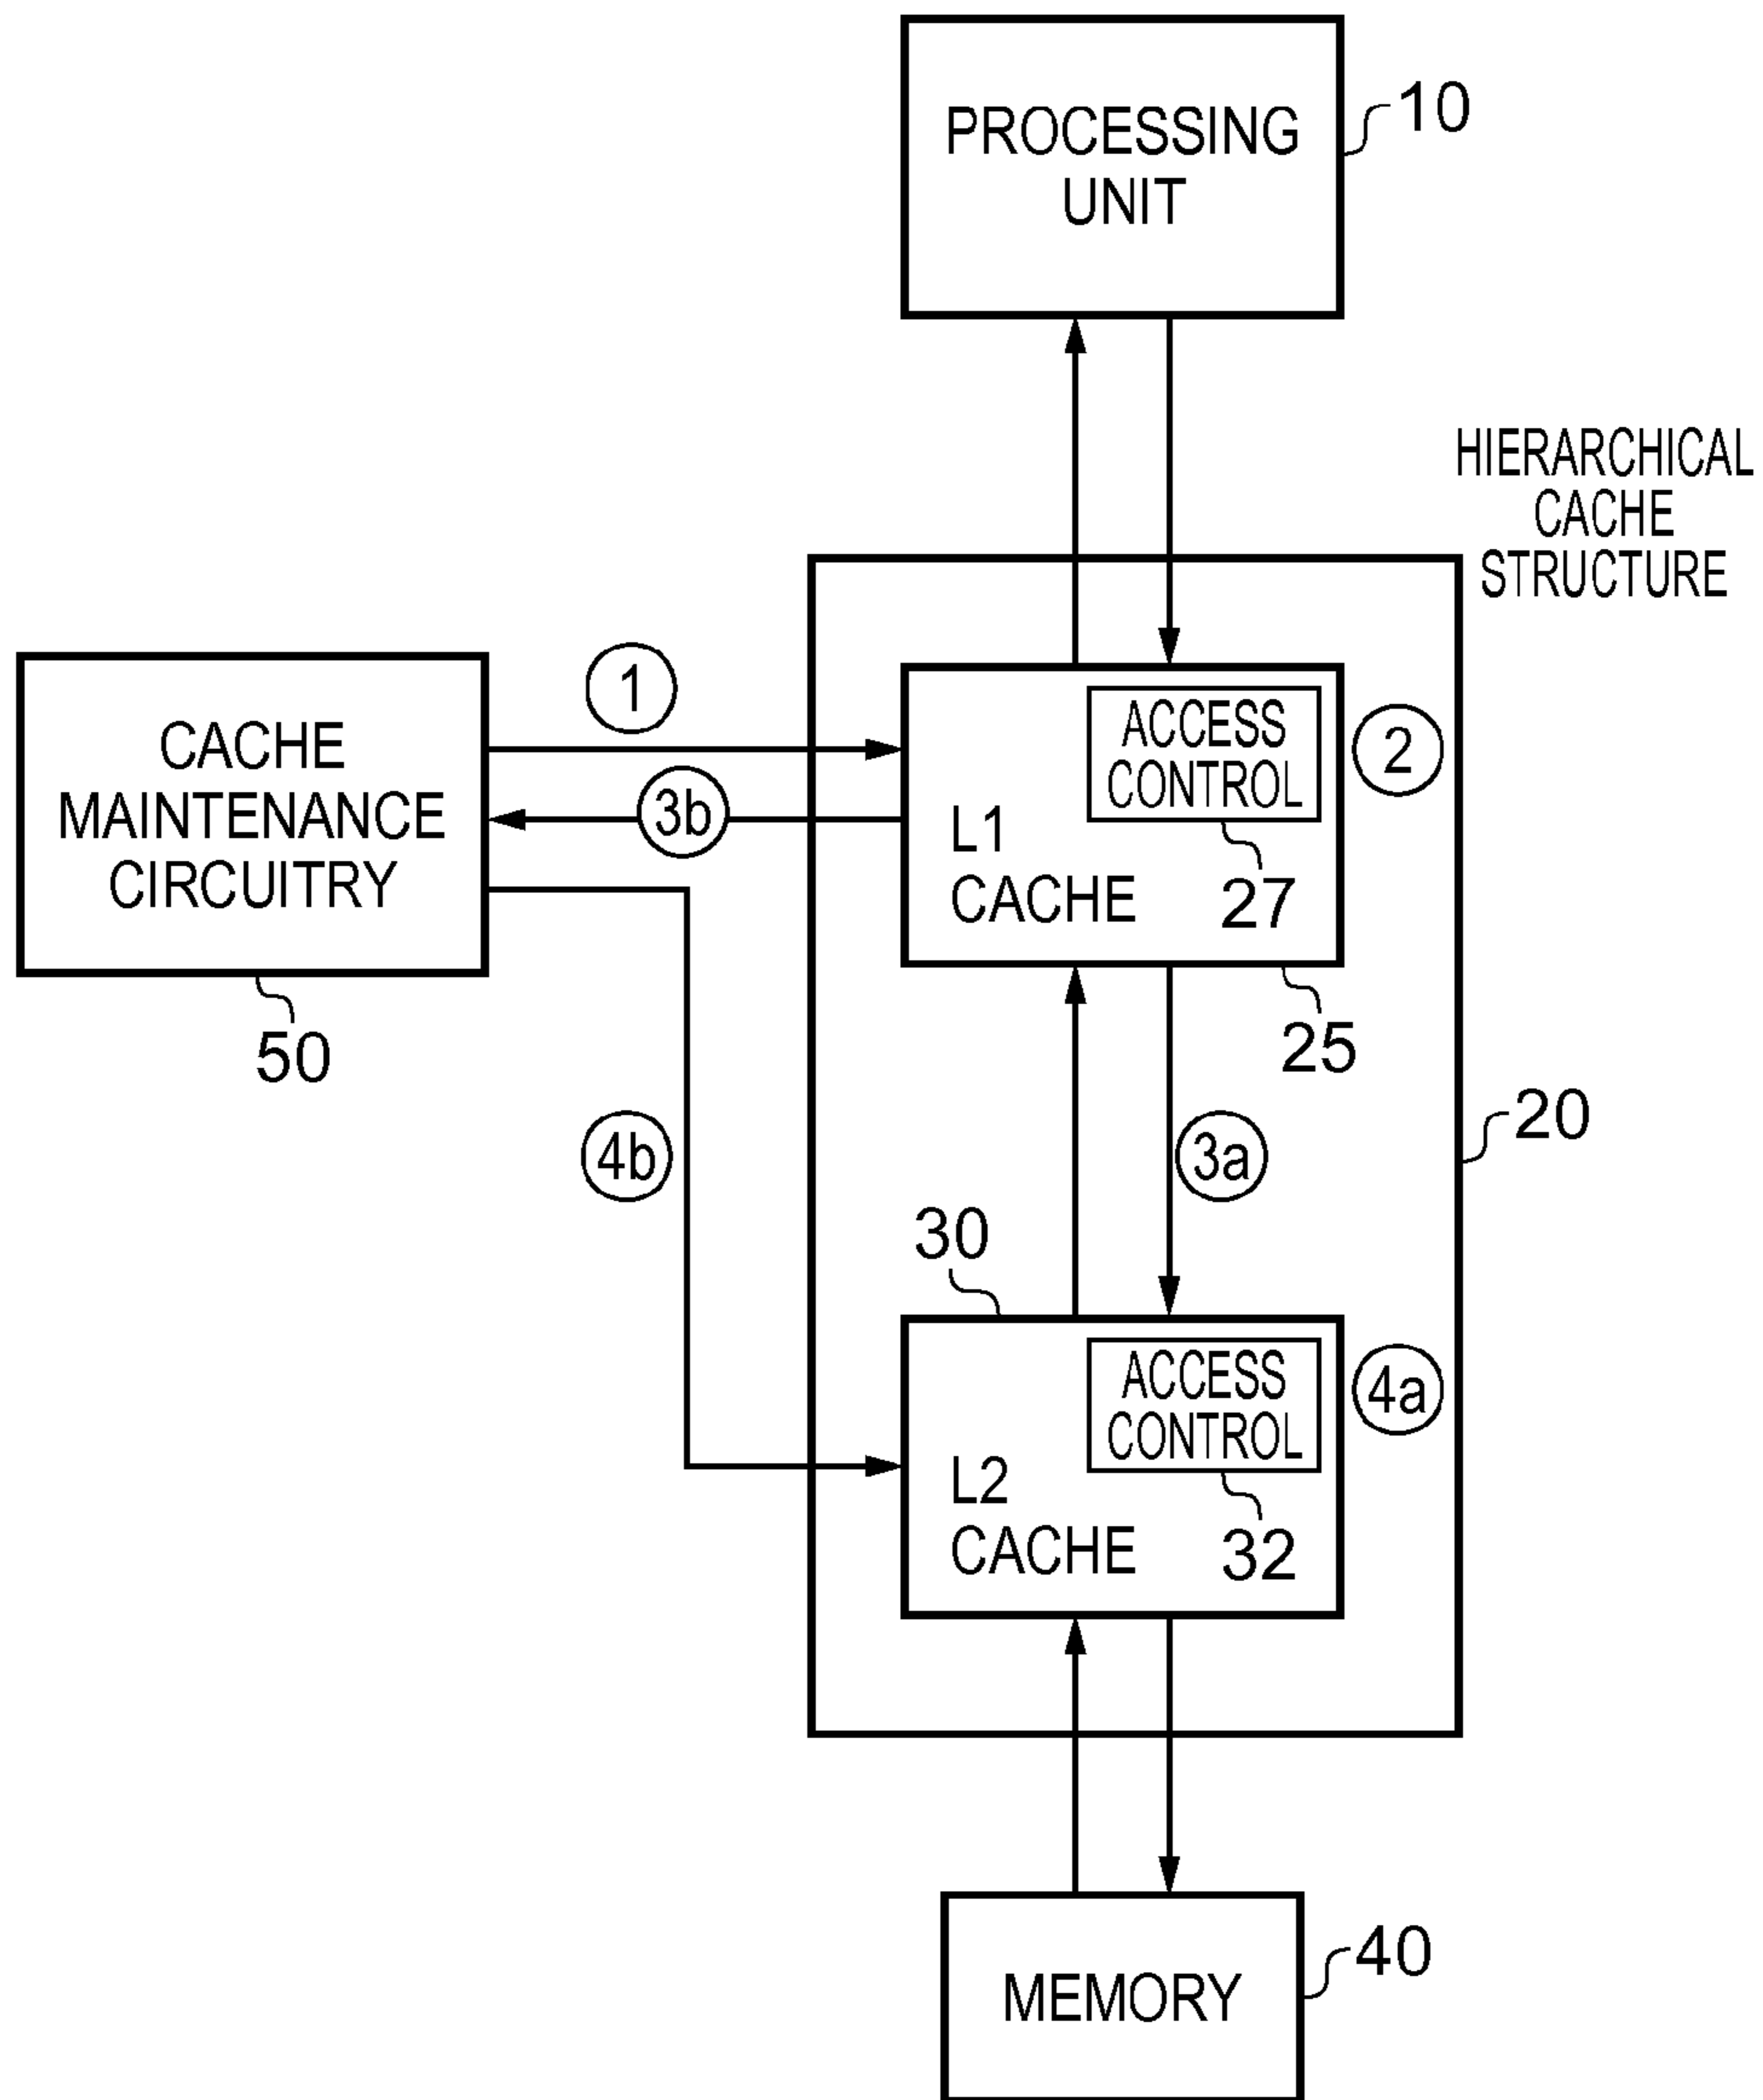 PROCESSING
UNIT
10
HIERARCHICAL
CACHE
STRUCTURE
CACHE
MAINTENANCE
CIRCUITRY
50
1
3b
4b
ACCESS
CONTROL
2
L1
CACHE
27
25
20
3a
30
ACCESS
CONTROL
4a
L2
CACHE
32
MEMORY
40